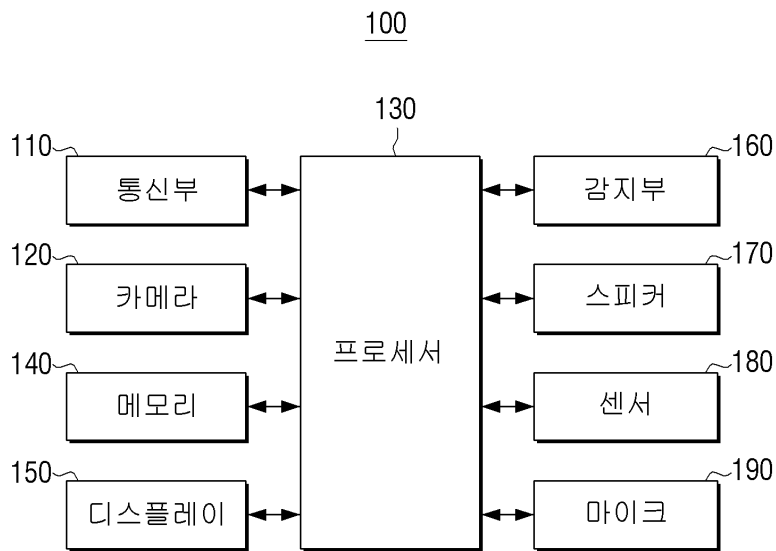 100
130
110
통신부
160
감지부
120
카메라
170
스피커
프로세서
140
메모리
180
센서
150
디스플레이
190
마이크